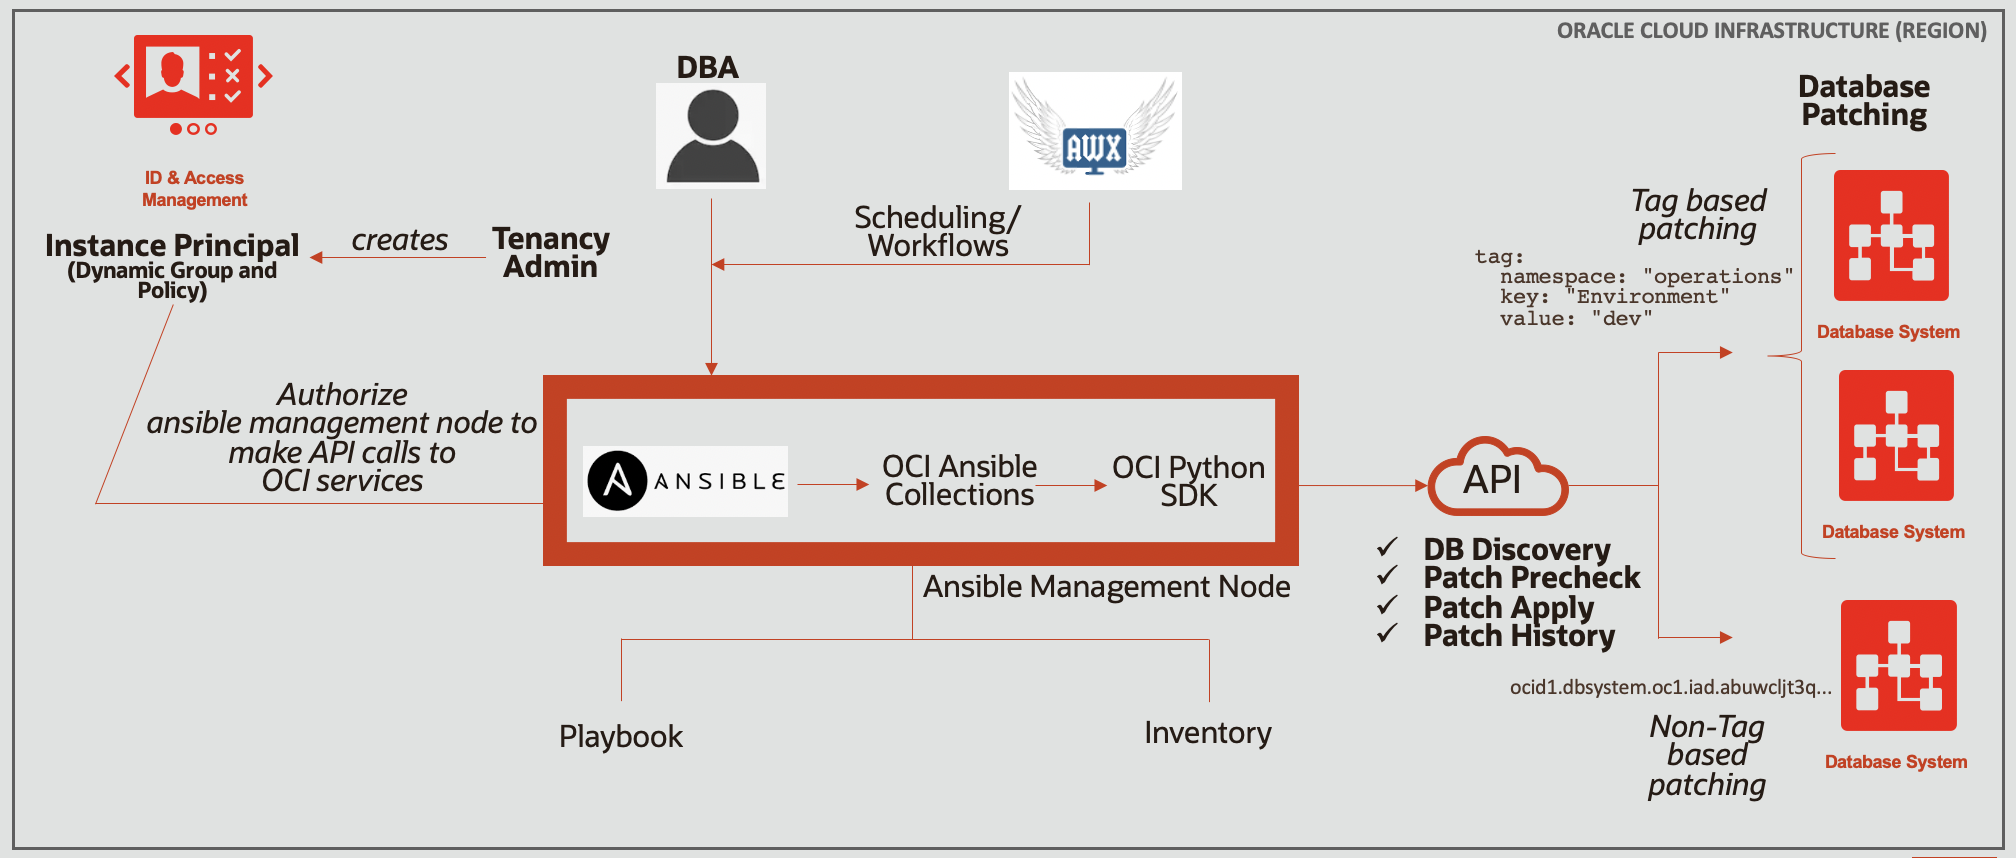 ORACLE CLOUD INFRASTRUCTURE (REGION)
ID & Access
Management
Instance Principal
(Dynamic Group and
Policy)
creates
Tenancy
Admin
DBA
AWX
Scheduling/
Workflows
Authorize
ansible management node to
make API calls to
OCI services
A ANSIBLE
OCI Ansible
Collections
OCI Python
SDK
Ansible Management Node
Playbook
Inventory
API
✓ DB Discovery
✓ Patch Precheck
✓ Patch Apply
✓ Patch History
Database
Patching
Tag based
patching
tag:
namespace: "operations"
key: "Environment"
value: "dev"
Database System
Database System
ocid1.dbsystem.oc1.iad.abuwcljt3q...
Non-Tag
based
patching
Database System